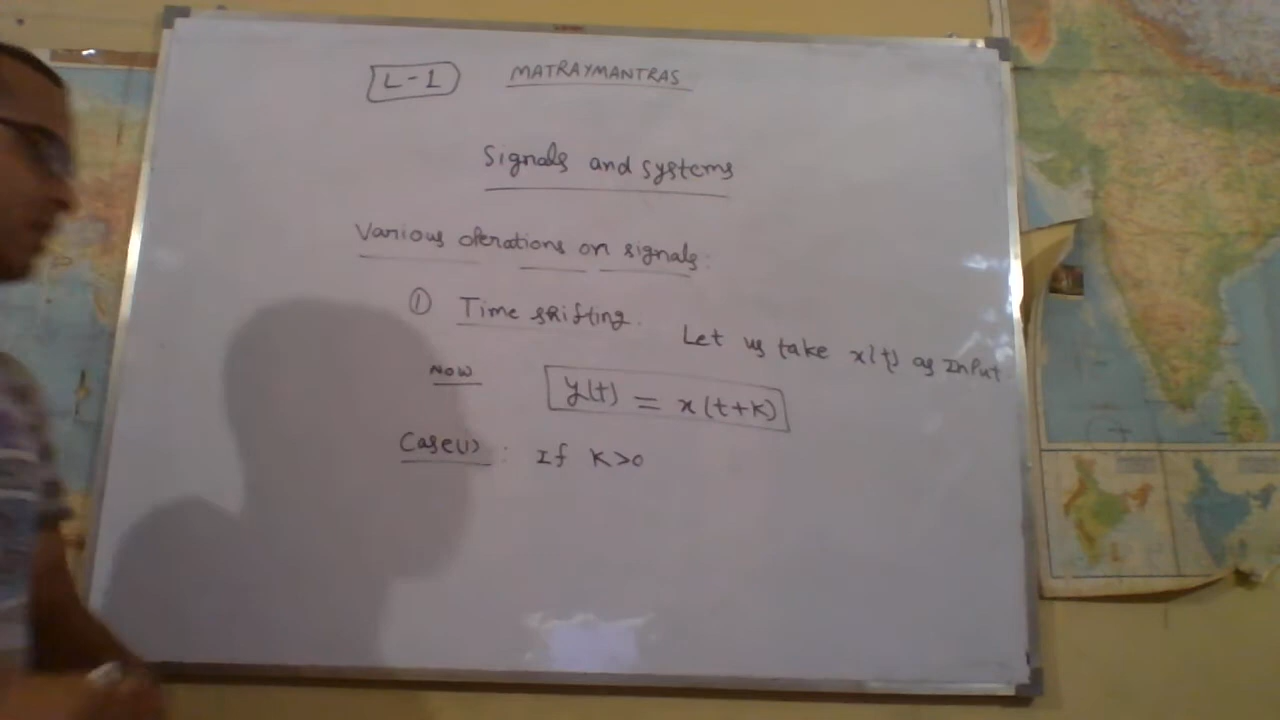 L-1 MATRAYMANTRAS
Signals and systems
Various operations on signals:
① Time shifting. Let us take x(t) as Input
NOW y(t) = x(t+K)
Case(1): If K>0